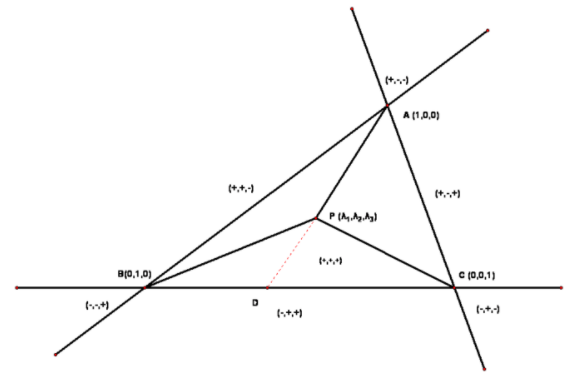 (+,-,-)
A (1,0,0)
(+,+,-)
(+,-,+)
P (λ₁,λ₂,λ₃)
(+,+,+)
B(0,1,0)
C (0,0,1)
(-,-,+)
D
(-,+,+)
(-,+,-)